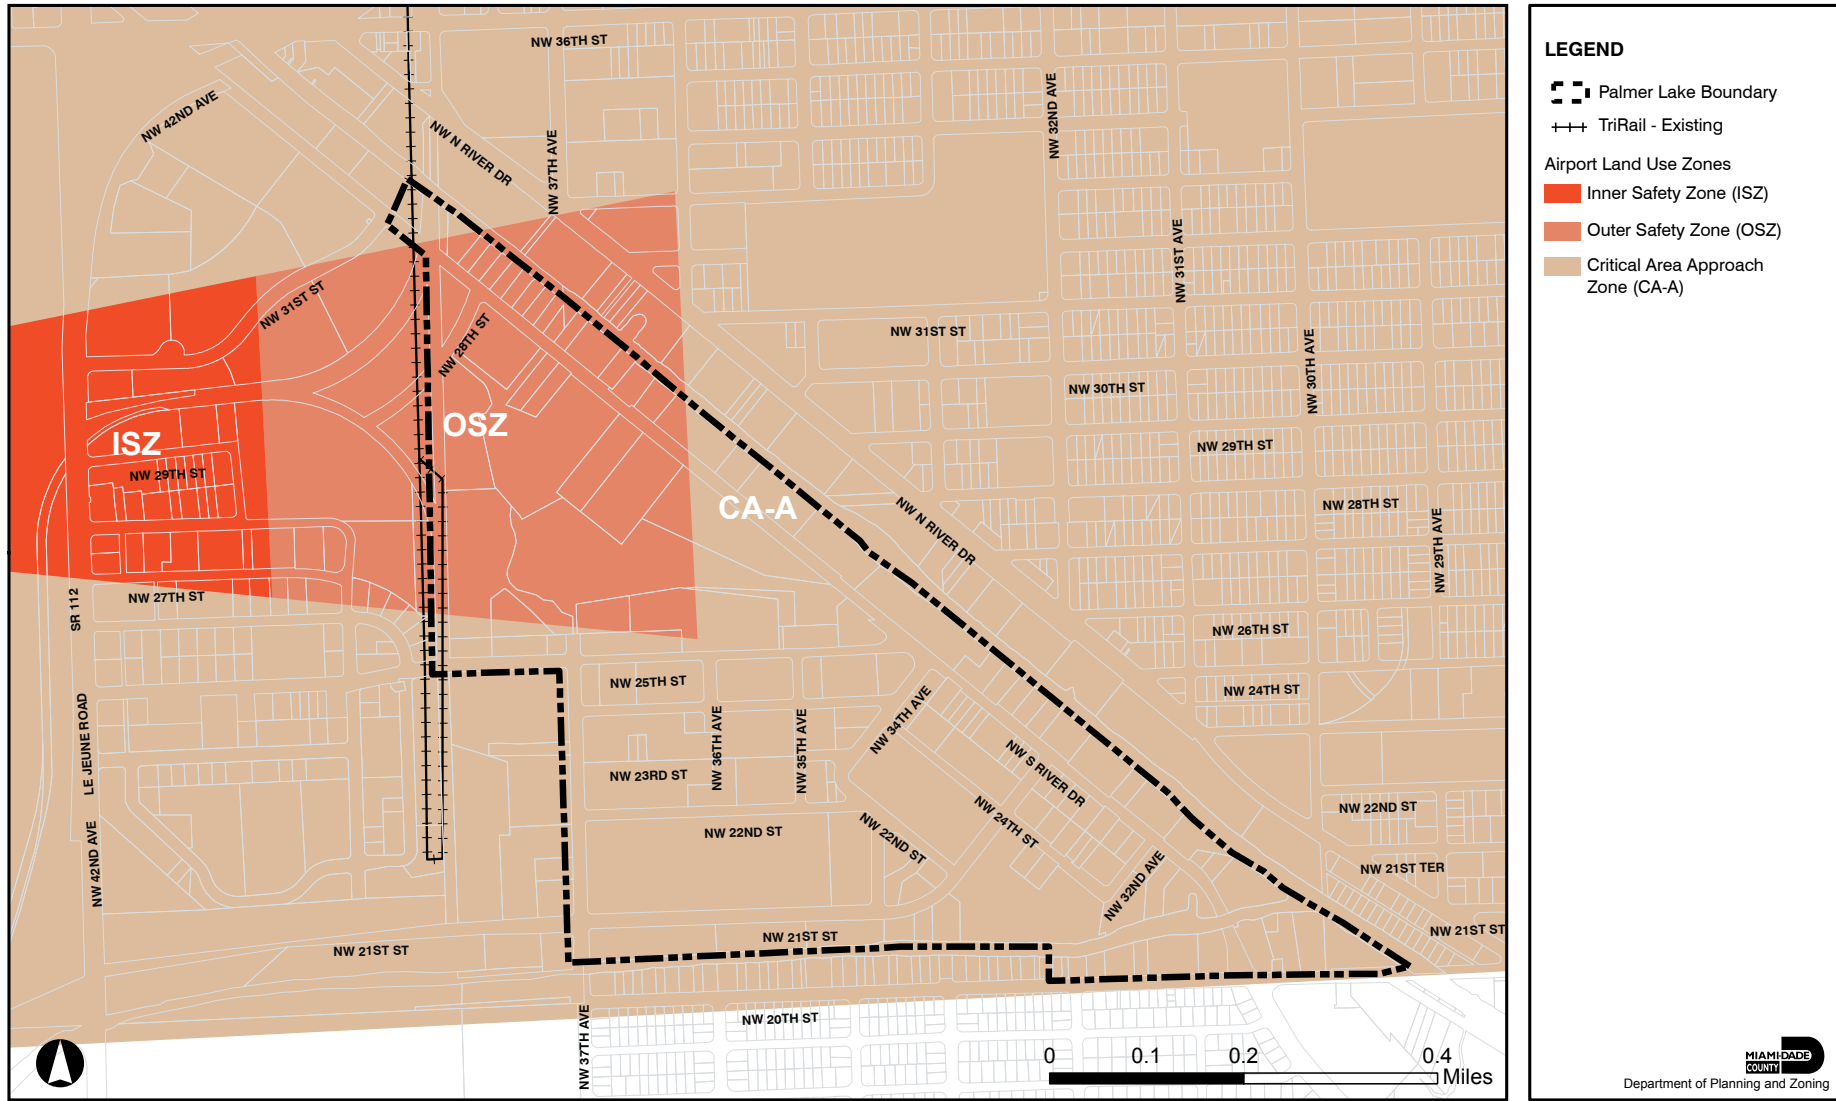 NW 36TH ST
NW 42ND AVE
NW N RIVER DR
NW 37TH AVE
NW 32ND AVE
NW 31ST AVE
NW 31ST ST
NW 28TH ST
NW 31ST ST
NW 30TH AVE
NW 30TH ST
OSZ
ISZ
NW 29TH ST
NW 29TH ST
CA-A
NW 28TH ST
NW N RIVER DR
NW 29TH AVE
NW 27TH ST
SR 112
NW 26TH ST
NW 25TH ST
NW 24TH ST
LE JEUNE ROAD
NW 36TH AVE
NW 35TH AVE
NW 34TH AVE
NW S RIVER DR
NW 23RD ST
NW 24TH ST
NW 22ND ST
NW 22ND ST
NW 22ND ST
NW 42ND AVE
NW 32ND AVE
NW 21ST TER
NW 21ST ST
NW 21ST ST
NW 21ST ST
NW 37TH AVE
NW 20TH ST
0 0.1 0.2 0.4
Miles
LEGEND
Palmer Lake Boundary
TriRail - Existing
Airport Land Use Zones
Inner Safety Zone (ISZ)
Outer Safety Zone (OSZ)
Critical Area Approach
Zone (CA-A)
MIAMI-DADE
COUNTY
Department of Planning and Zoning